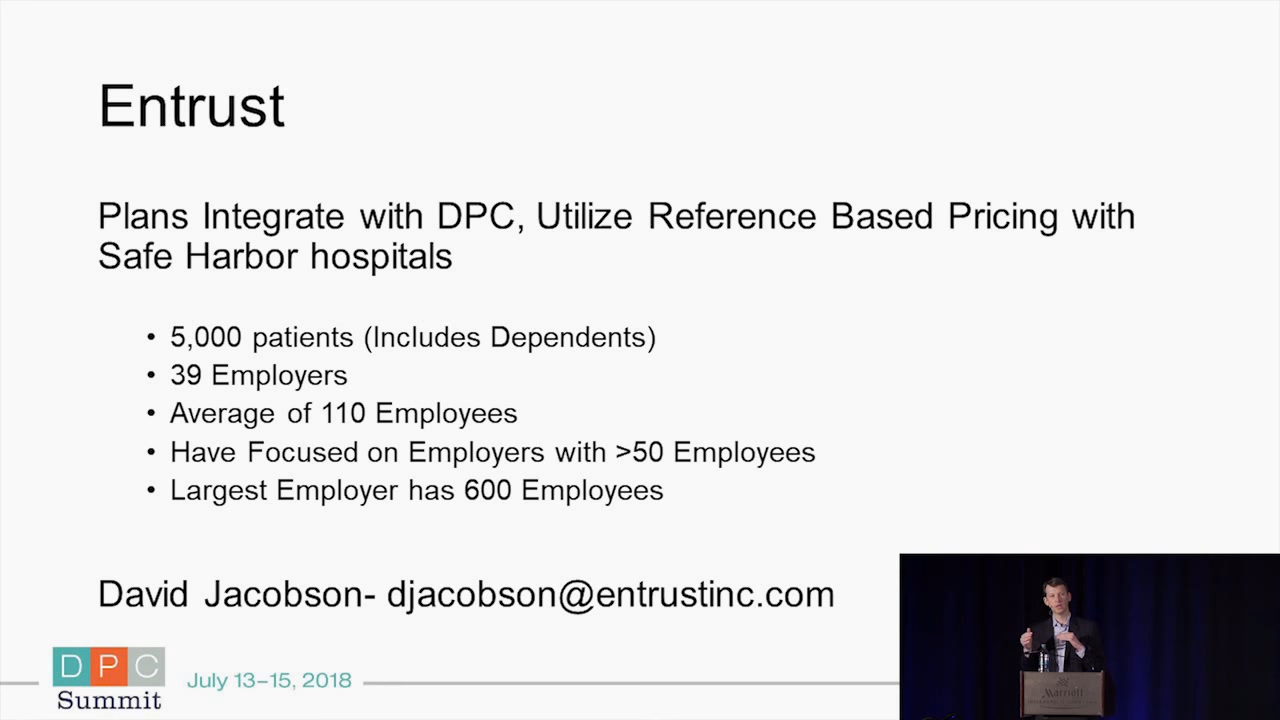 Entrust
Plans Integrate with DPC, Utilize Reference Based Pricing with
Safe Harbor hospitals
• 5,000 patients (Includes Dependents)
• 39 Employers
• Average of 110 Employees
• Have Focused on Employers with >50 Employees
• Largest Employer has 600 Employees
David Jacobson- djacobson@entrustinc.com
DPC
Summit
July 13–15, 2018
Marriott